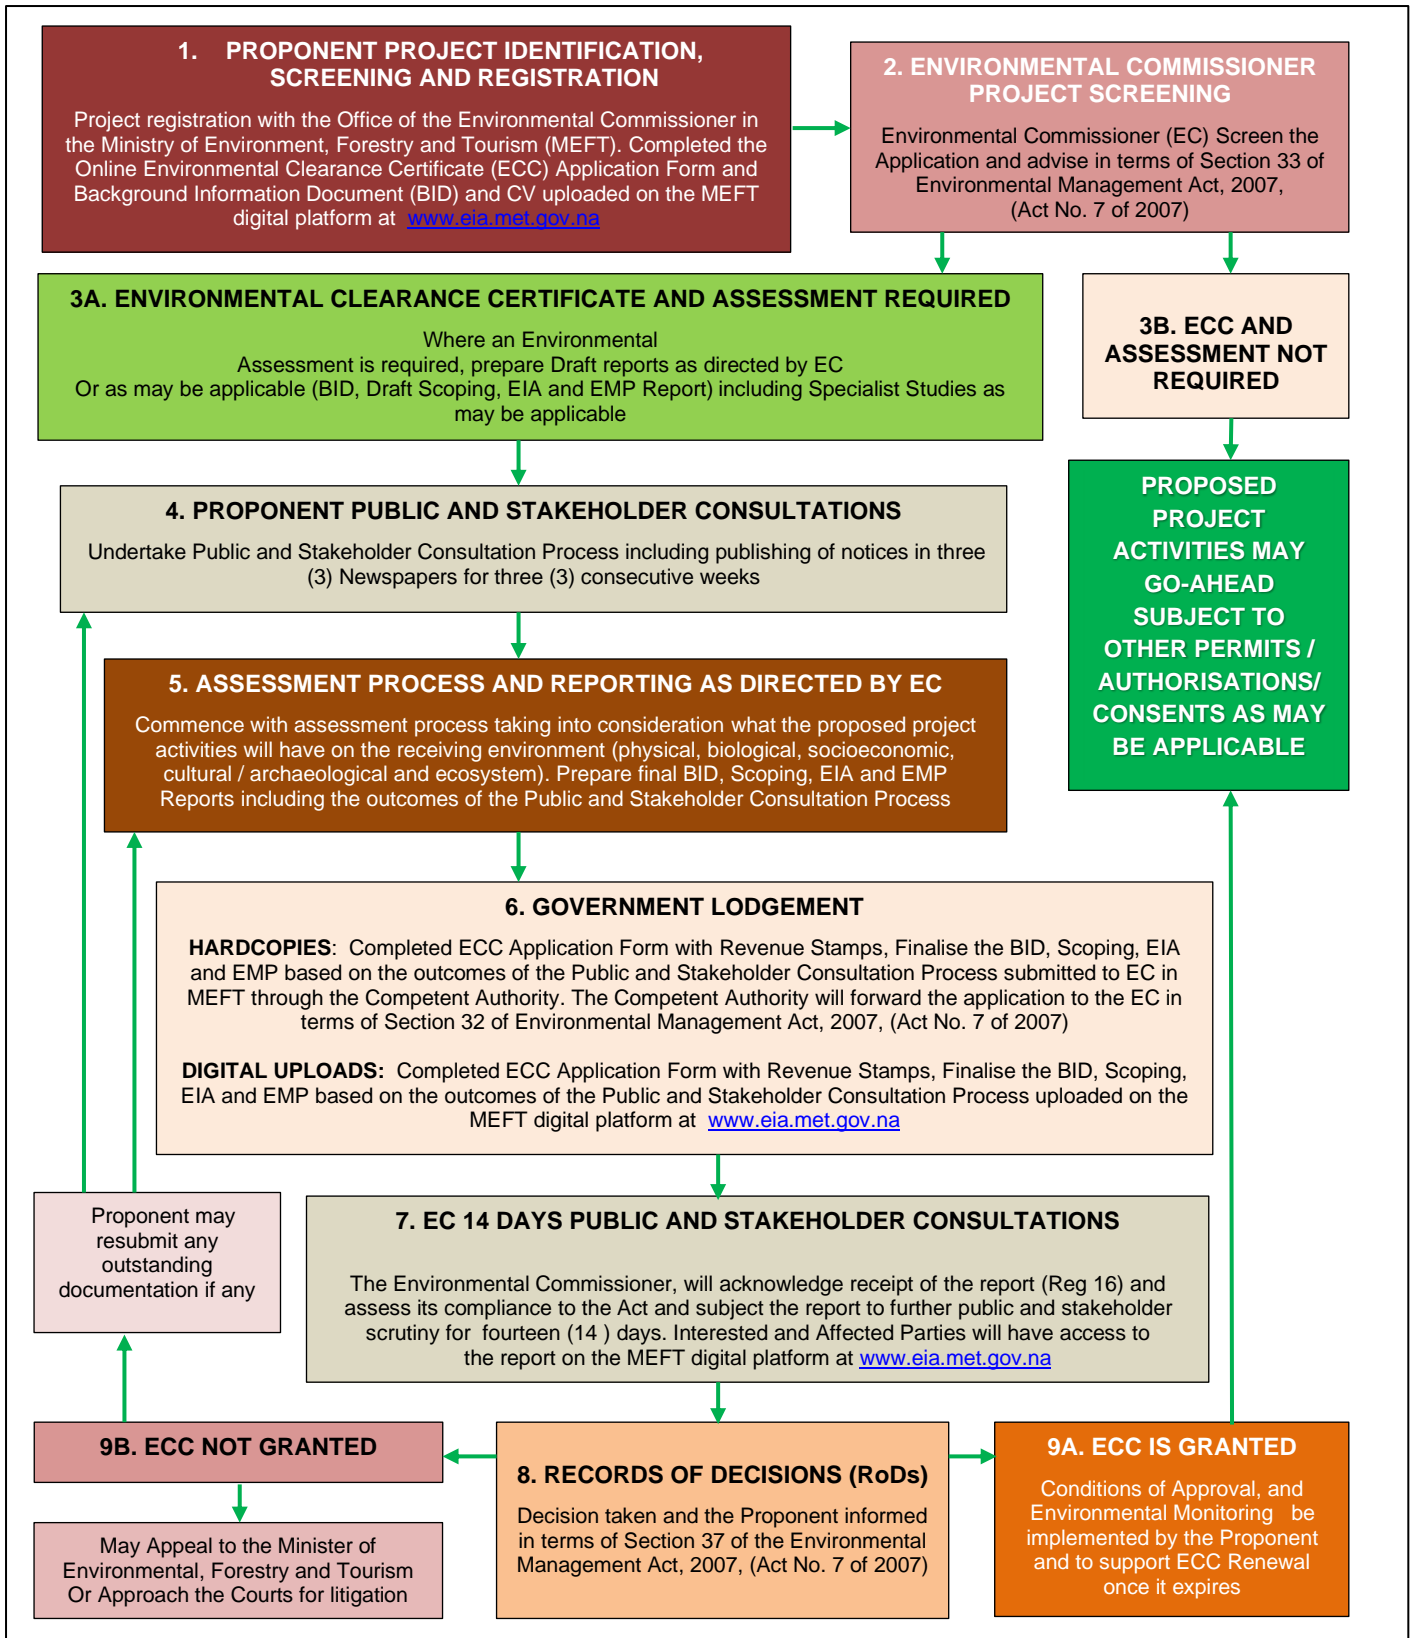 1. PROPONENT PROJECT IDENTIFICATION,
SCREENING AND REGISTRATION
Project registration with the Office of the Environmental Commissioner in
the Ministry of Environment, Forestry and Tourism (MEFT). Completed the
Online Environmental Clearance Certificate (ECC) Application Form and
Background Information Document (BID) and CV uploaded on the MEFT
digital platform at www.eia.met.gov.na
2. ENVIRONMENTAL COMMISSIONER
PROJECT SCREENING
Environmental Commissioner (EC) Screen the
Application and advise in terms of Section 33 of
Environmental Management Act, 2007,
(Act No. 7 of 2007)
3A. ENVIRONMENTAL CLEARANCE CERTIFICATE AND ASSESSMENT REQUIRED
Where an Environmental
Assessment is required, prepare Draft reports as directed by EC
Or as may be applicable (BID, Draft Scoping, EIA and EMP Report) including Specialist Studies as
may be applicable
3B. ECC AND
ASSESSMENT NOT
REQUIRED
4. PROPONENT PUBLIC AND STAKEHOLDER CONSULTATIONS
Undertake Public and Stakeholder Consultation Process including publishing of notices in three
(3) Newspapers for three (3) consecutive weeks
PROPOSED
PROJECT
ACTIVITIES MAY
GO-AHEAD
SUBJECT TO
OTHER PERMITS /
AUTHORISATIONS/
CONSENTS AS MAY
BE APPLICABLE
5. ASSESSMENT PROCESS AND REPORTING AS DIRECTED BY EC
Commence with assessment process taking into consideration what the proposed project
activities will have on the receiving environment (physical, biological, socioeconomic,
cultural / archaeological and ecosystem). Prepare final BID, Scoping, EIA and EMP
Reports including the outcomes of the Public and Stakeholder Consultation Process
6. GOVERNMENT LODGEMENT
HARDCOPIES: Completed ECC Application Form with Revenue Stamps, Finalise the BID, Scoping, EIA
and EMP based on the outcomes of the Public and Stakeholder Consultation Process submitted to EC in
MEFT through the Competent Authority. The Competent Authority will forward the application to the EC in
terms of Section 32 of Environmental Management Act, 2007, (Act No. 7 of 2007)
DIGITAL UPLOADS: Completed ECC Application Form with Revenue Stamps, Finalise the BID, Scoping,
EIA and EMP based on the outcomes of the Public and Stakeholder Consultation Process uploaded on the
MEFT digital platform at www.eia.met.gov.na
Proponent may
resubmit any
outstanding
documentation if any
7. EC 14 DAYS PUBLIC AND STAKEHOLDER CONSULTATIONS
The Environmental Commissioner, will acknowledge receipt of the report (Reg 16) and
assess its compliance to the Act and subject the report to further public and stakeholder
scrutiny for fourteen (14 ) days. Interested and Affected Parties will have access to
the report on the MEFT digital platform at www.eia.met.gov.na
9B. ECC NOT GRANTED
May Appeal to the Minister of
Environmental, Forestry and Tourism
Or Approach the Courts for litigation
8. RECORDS OF DECISIONS (RoDs)
Decision taken and the Proponent informed
in terms of Section 37 of the Environmental
Management Act, 2007, (Act No. 7 of 2007)
9A. ECC IS GRANTED
Conditions of Approval, and
Environmental Monitoring be
implemented by the Proponent
and to support ECC Renewal
once it expires